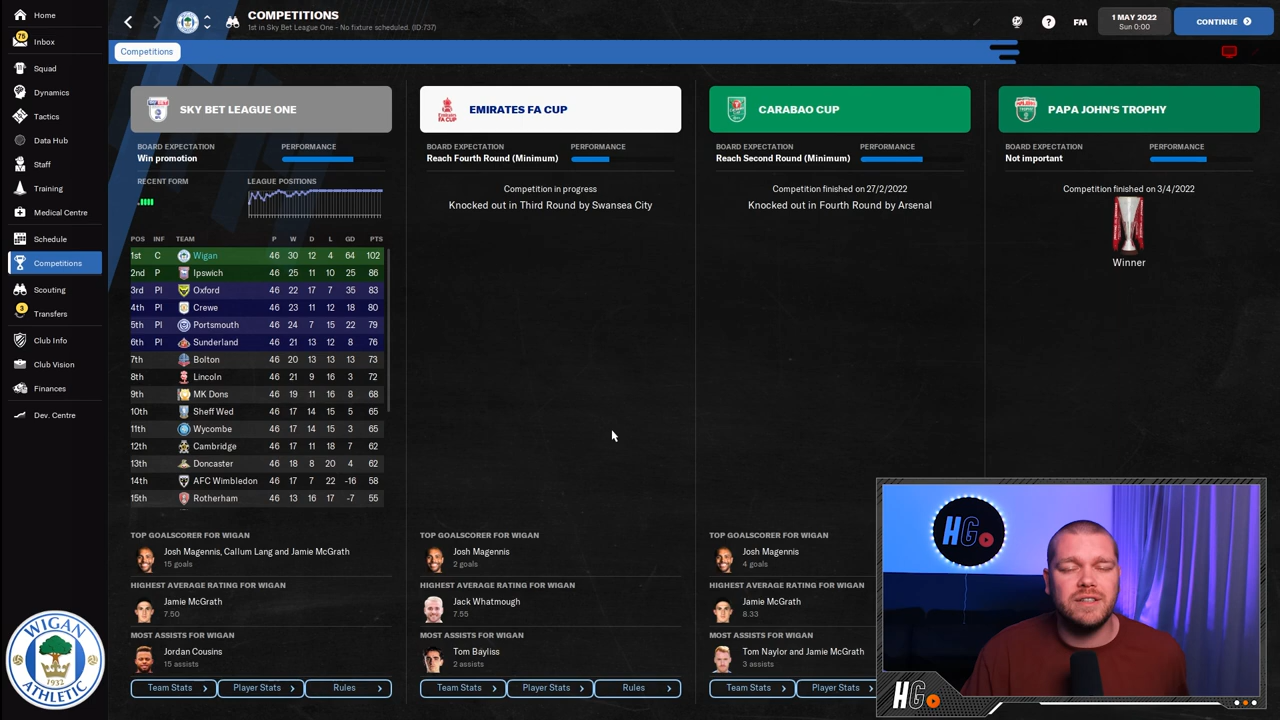 Home
COMPETITIONS
1st in Sky Bet League One - No fixture scheduled. (ID:737)
FM
1 MAY 2022
Sun 0:00
CONTINUE
75
Inbox
Competitions
Squad
Dynamics
Tactics
Data Hub
Staff
Training
Medical Centre
Schedule
Competitions
Scouting
3
Transfers
Club Info
Club Vision
Finances
Dev. Centre
WIGAN
1932
ATHLETIC
SKY BET LEAGUE ONE
BOARD EXPECTATION PERFORMANCE
Win promotion
RECENT FORM LEAGUE POSITIONS
POS INF TEAM P W D L GD PTS
1st C Wigan 46 30 12 4 64 102
2nd P Ipswich 46 25 11 10 25 86
3rd Pl Oxford 46 22 17 7 35 83
4th Pl Crewe 46 23 11 12 18 80
5th Pl Portsmouth 46 24 7 15 22 79
6th Pl Sunderland 46 21 13 12 8 76
7th Bolton 46 20 13 13 13 73
8th Lincoln 46 21 9 16 3 72
9th MK Dons 46 19 11 16 8 68
10th Sheff Wed 46 17 14 15 5 65
11th Wycombe 46 17 14 15 3 65
12th Cambridge 46 17 11 18 7 62
13th Doncaster 46 18 8 20 4 62
14th AFC Wimbledon 46 17 7 22 -16 58
15th Rotherham 46 13 16 17 -7 55
TOP GOALSCORER FOR WIGAN
Josh Magennis, Callum Lang and Jamie McGrath
15 goals
HIGHEST AVERAGE RATING FOR WIGAN
Jamie McGrath
7.50
MOST ASSISTS FOR WIGAN
Jordan Cousins
15 assists
Team Stats Player Stats Rules
EMIRATES FA CUP
BOARD EXPECTATION PERFORMANCE
Reach Fourth Round (Minimum)
Competition in progress
Knocked out in Third Round by Swansea City
TOP GOALSCORER FOR WIGAN
Josh Magennis
2 goals
HIGHEST AVERAGE RATING FOR WIGAN
Jack Whatmough
7.55
MOST ASSISTS FOR WIGAN
Tom Bayliss
2 assists
Team Stats Player Stats Rules
CARABAO CUP
BOARD EXPECTATION PERFORMANCE
Reach Second Round (Minimum)
Competition finished on 27/2/2022
Knocked out in Fourth Round by Arsenal
TOP GOALSCORER FOR WIGAN
Josh Magennis
4 goals
HIGHEST AVERAGE RATING FOR WIGAN
Jamie McGrath
8.33
MOST ASSISTS FOR WIGAN
Tom Naylor and Jamie McGrath
3 assists
Team Stats Player Stats
PAPA JOHN'S TROPHY
BOARD EXPECTATION PERFORMANCE
Not important
Competition finished on 3/4/2022
Winner
HG
HG